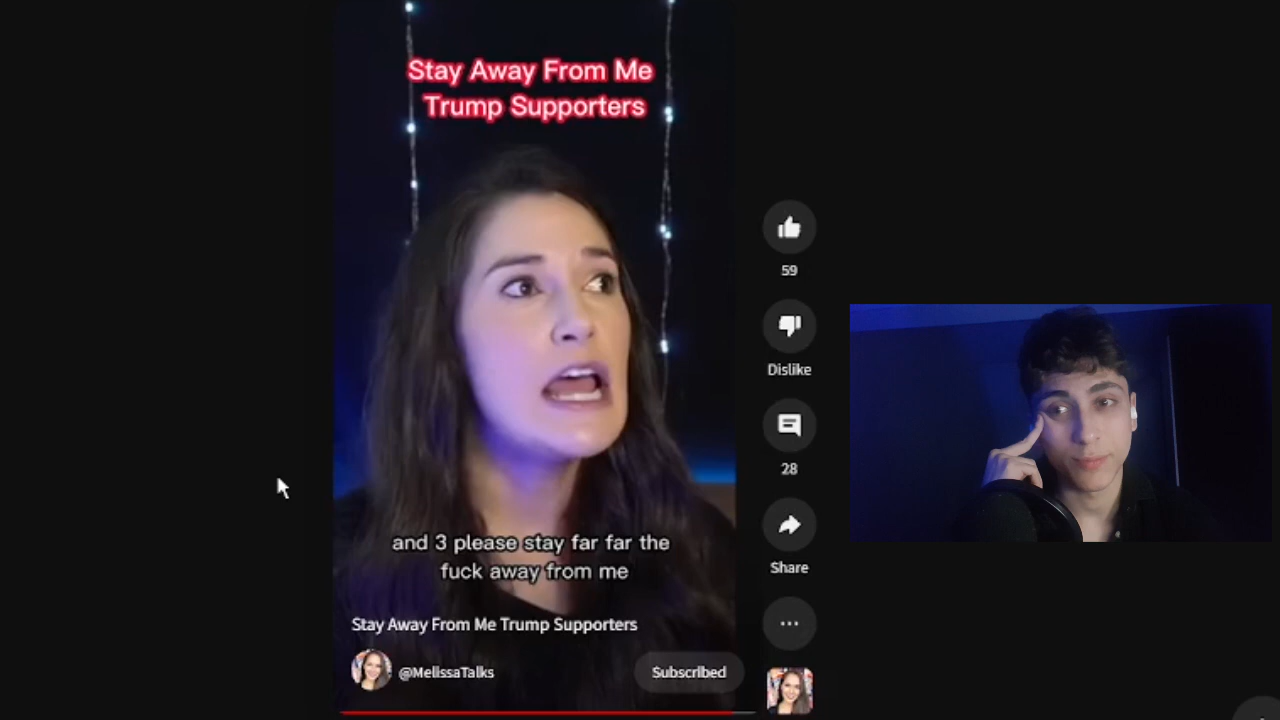 Stay Away From Me
Trump Supporters
59
Dislike
28
Share
and 3 please stay far far the
fuck away from me
Stay Away From Me Trump Supporters
@MelissaTalks
Subscribed